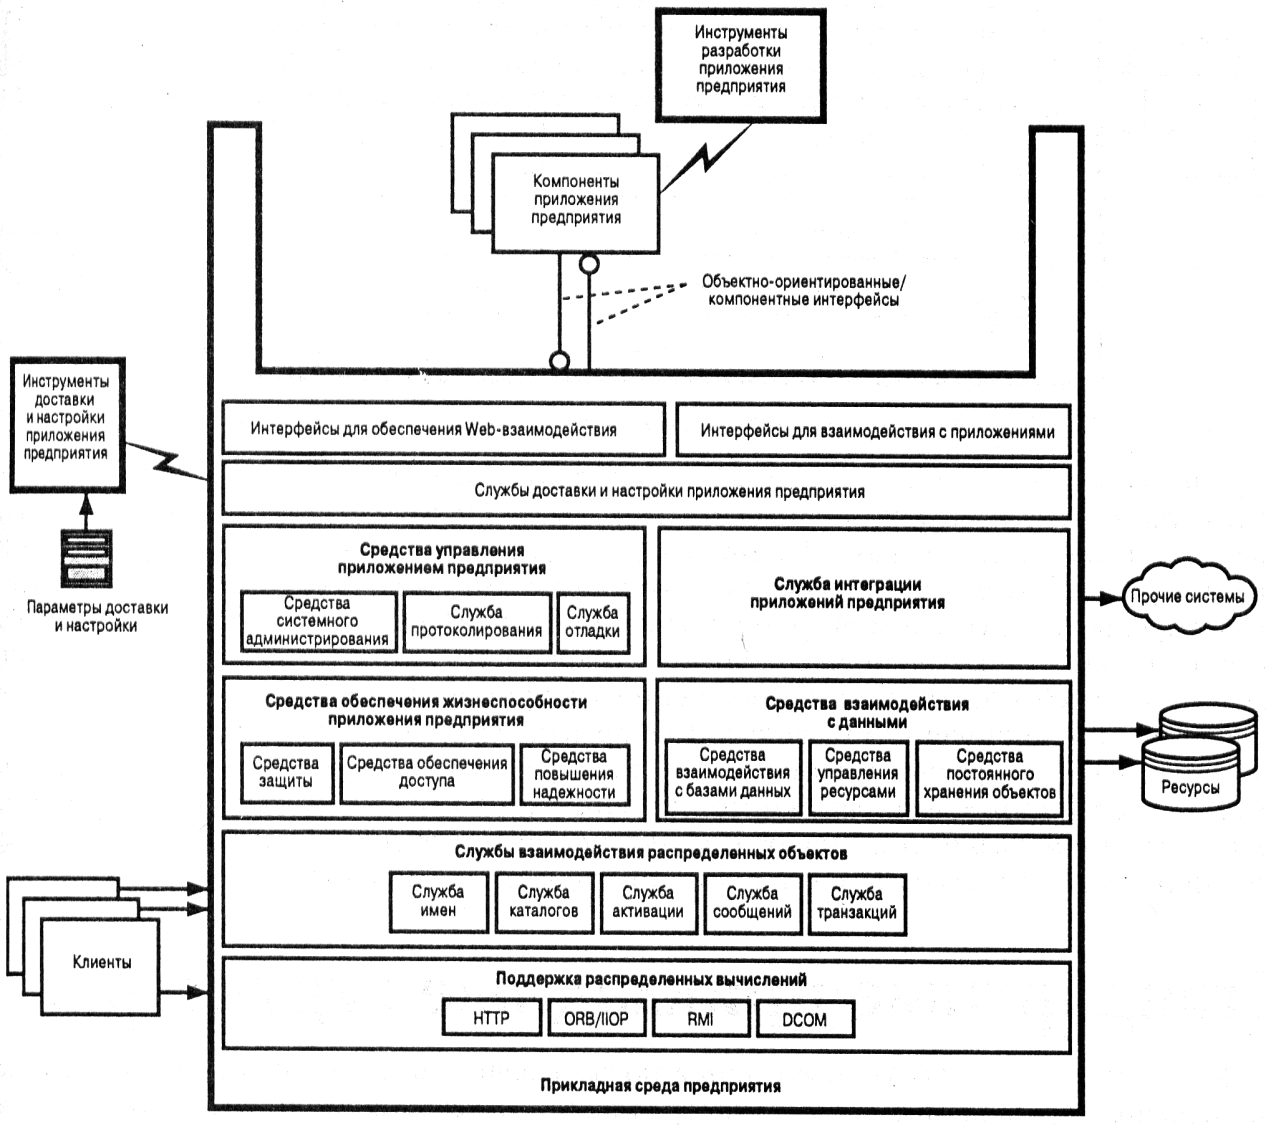 Инструменты
разработки
приложения
предприятия
Компоненты
приложения
предприятия
Объектно-ориентированные/
компонентные интерфейсы
Инструменты
доставки
и настройки
приложения
предприятия
Параметры доставки
и настройки
Интерфейсы для обеспечения Web-взаимодействия
Интерфейсы для взаимодействия с приложениями
Службы доставки и настройки приложения предприятия
Средства управления
приложением предприятия
Средства
системного
администрирования
Служба
протоколирования
Служба
отладки
Служба интеграции
приложений предприятия
Прочие системы
Средства обеспечения жизнеспособности
приложения предприятия
Средства
защиты
Средства обеспечения
доступа
Средства
повышения
надежности
Средства взаимодействия
с данными
Средства
взаимодействия
с базами данных
Средства
управления
ресурсами
Средства
постоянного
хранения объектов
Ресурсы
Службы взаимодействия распределенных объектов
Служба
имен
Служба
каталогов
Служба
активации
Служба
сообщений
Служба
транзакций
Клиенты
Поддержка распределенных вычислений
HTTP
ORB/IIOP
RMI
DCOM
Прикладная среда предприятия